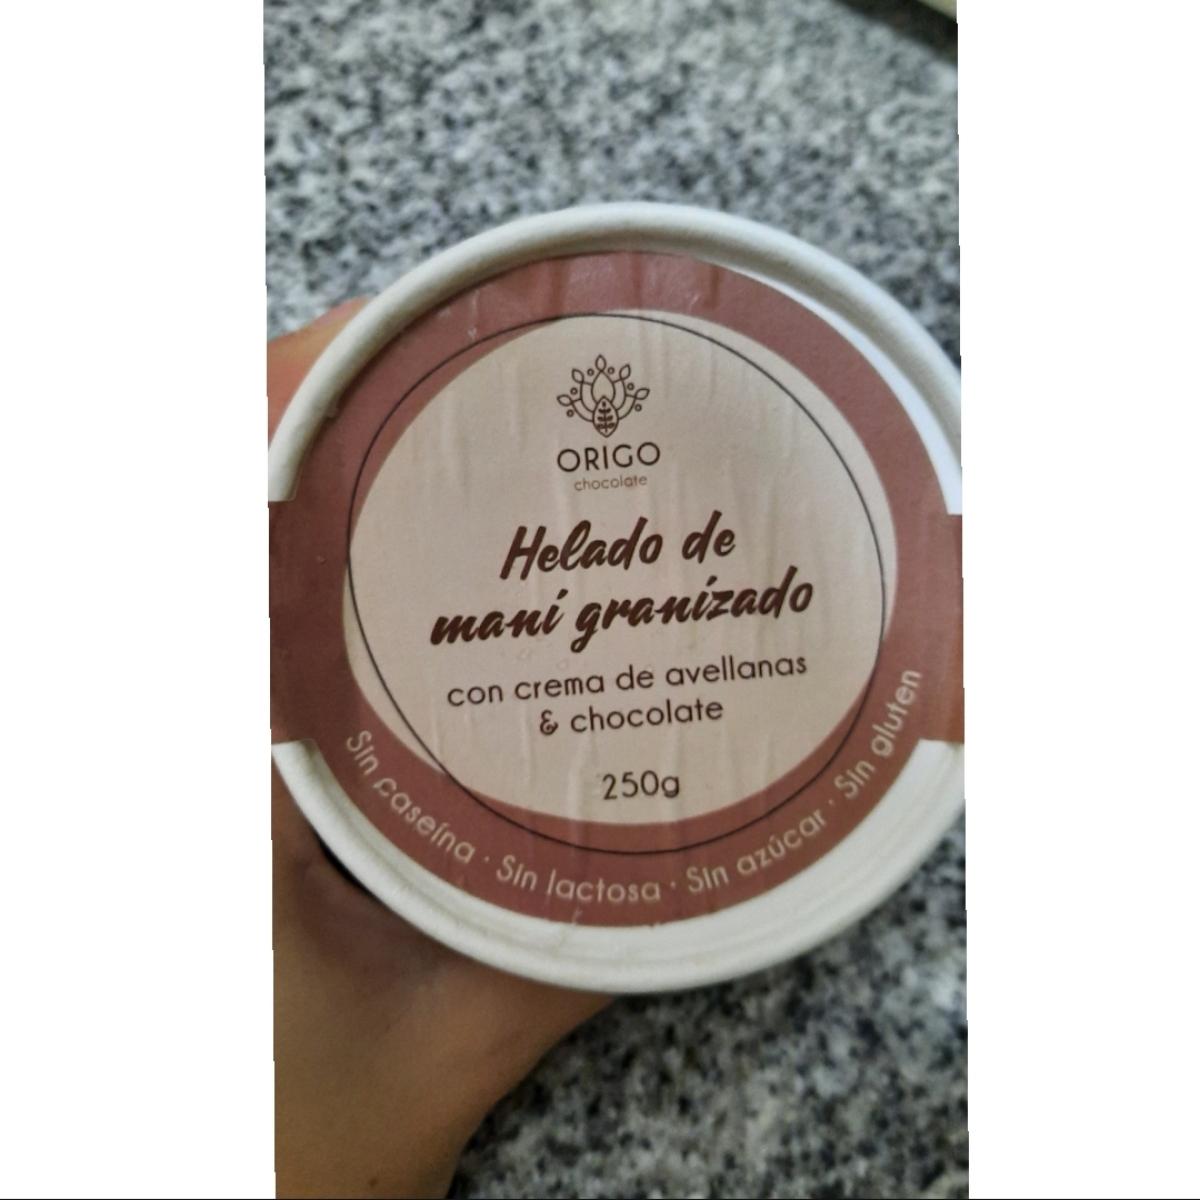 ORIGO
chocolate
Helado de
maní granizado
con crema de avellanas
& chocolate
250g
Sin caseína · Sin lactosa · Sin azúcar · Sin gluten